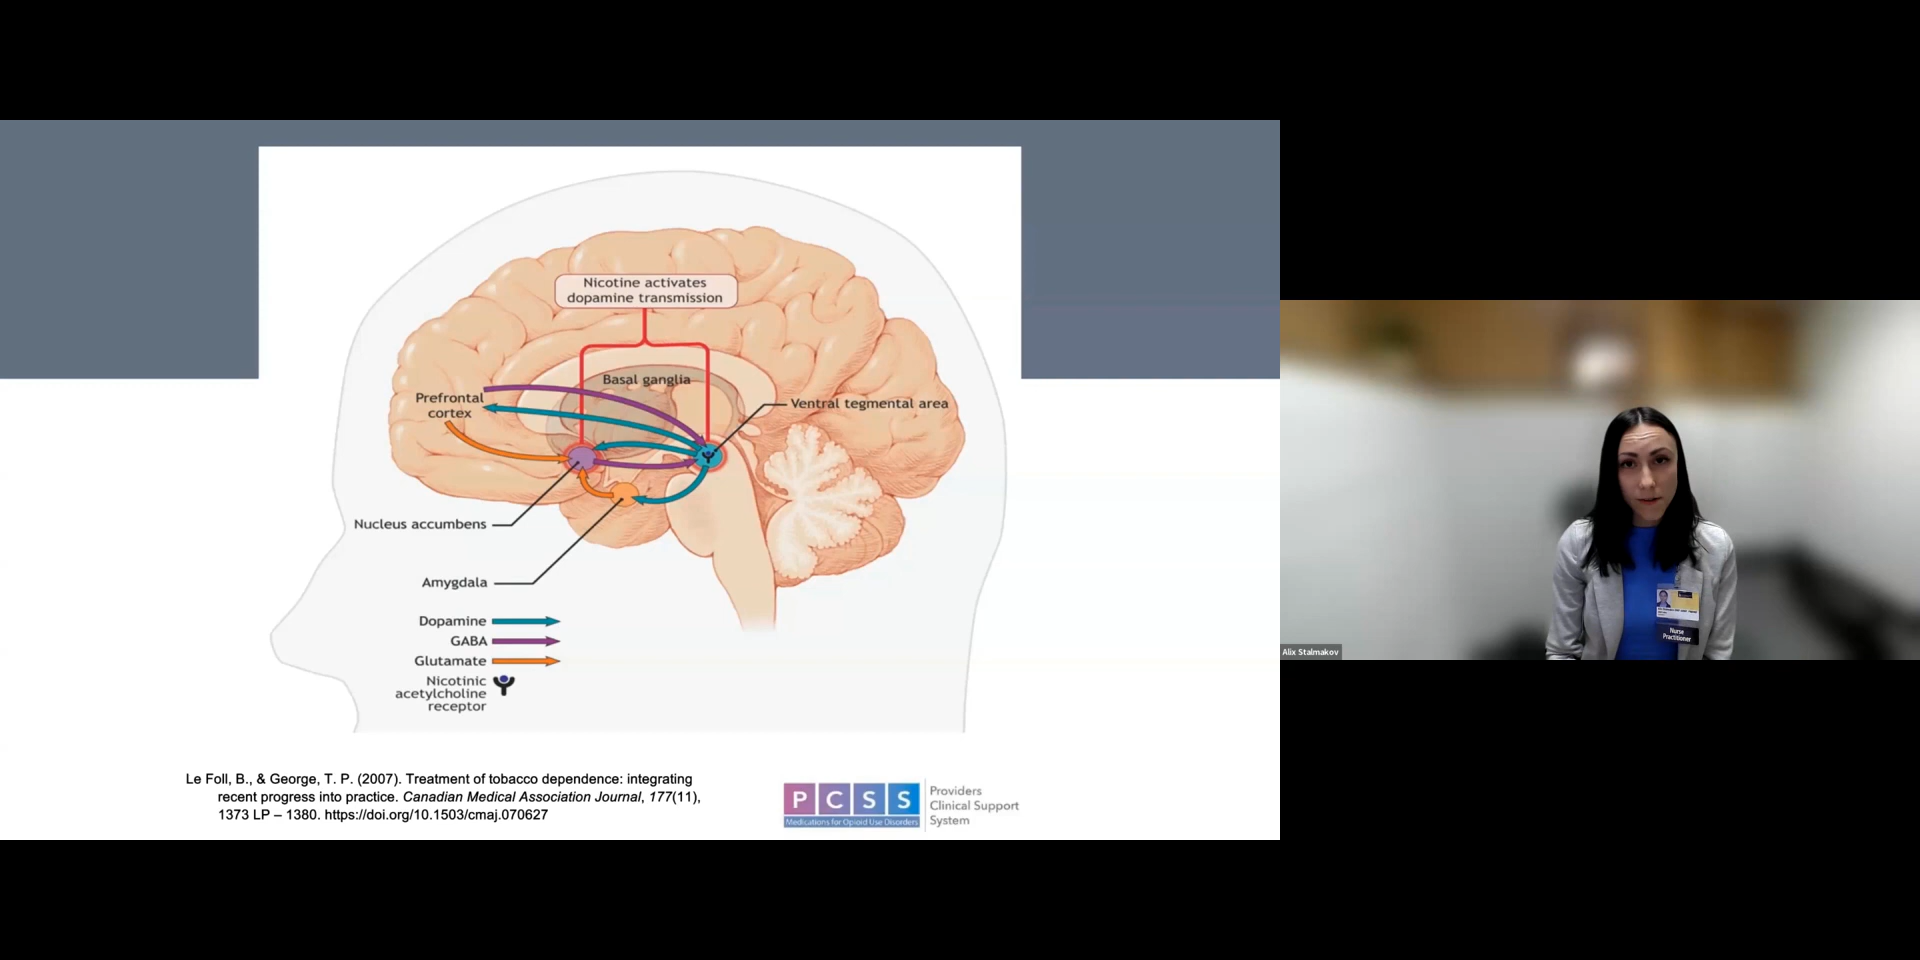 Nicotine activates
dopamine transmission
Basal ganglia
Prefrontal
cortex
Ventral tegmental area
Nucleus accumbens
Amygdala
Dopamine
GABA
Glutamate
Nicotinic
acetylcholine
receptor
Le Foll, B., & George, T. P. (2007). Treatment of tobacco dependence: integrating
recent progress into practice. Canadian Medical Association Journal, 177(11),
1373 LP – 1380. https://doi.org/10.1503/cmaj.070627
PCSS
Medications for Opioid Use Disorders
Providers
Clinical Support
System
Alix Stalmakov
Nurse
Practitioner